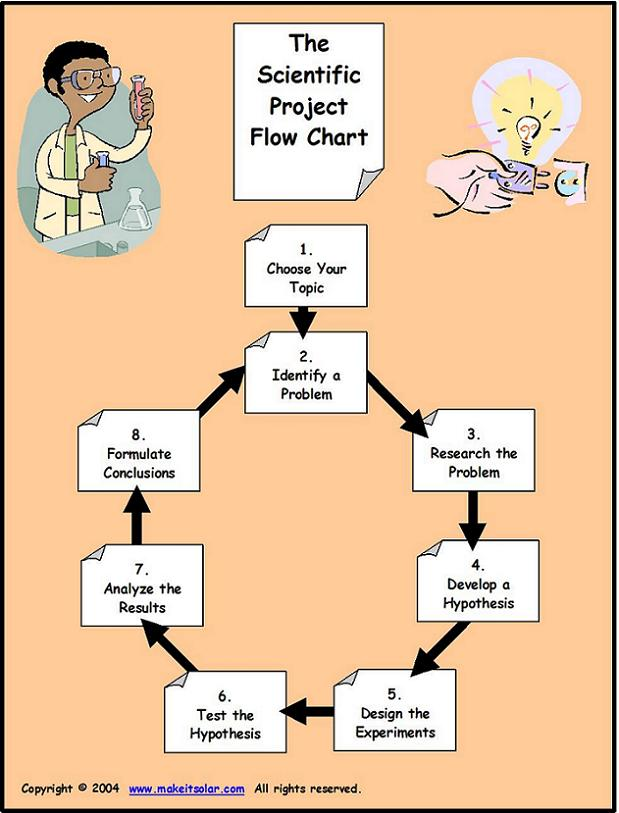 The
Scientific
Project
Flow Chart
1.
Choose Your
Topic
2.
Identify a
Problem
3.
Research the
Problem
4.
Develop a
Hypothesis
5.
Design the
Experiments
6.
Test the
Hypothesis
7.
Analyze the
Results
8.
Formulate
Conclusions
Copyright © 2004 www.makeitsolar.com All rights reserved.